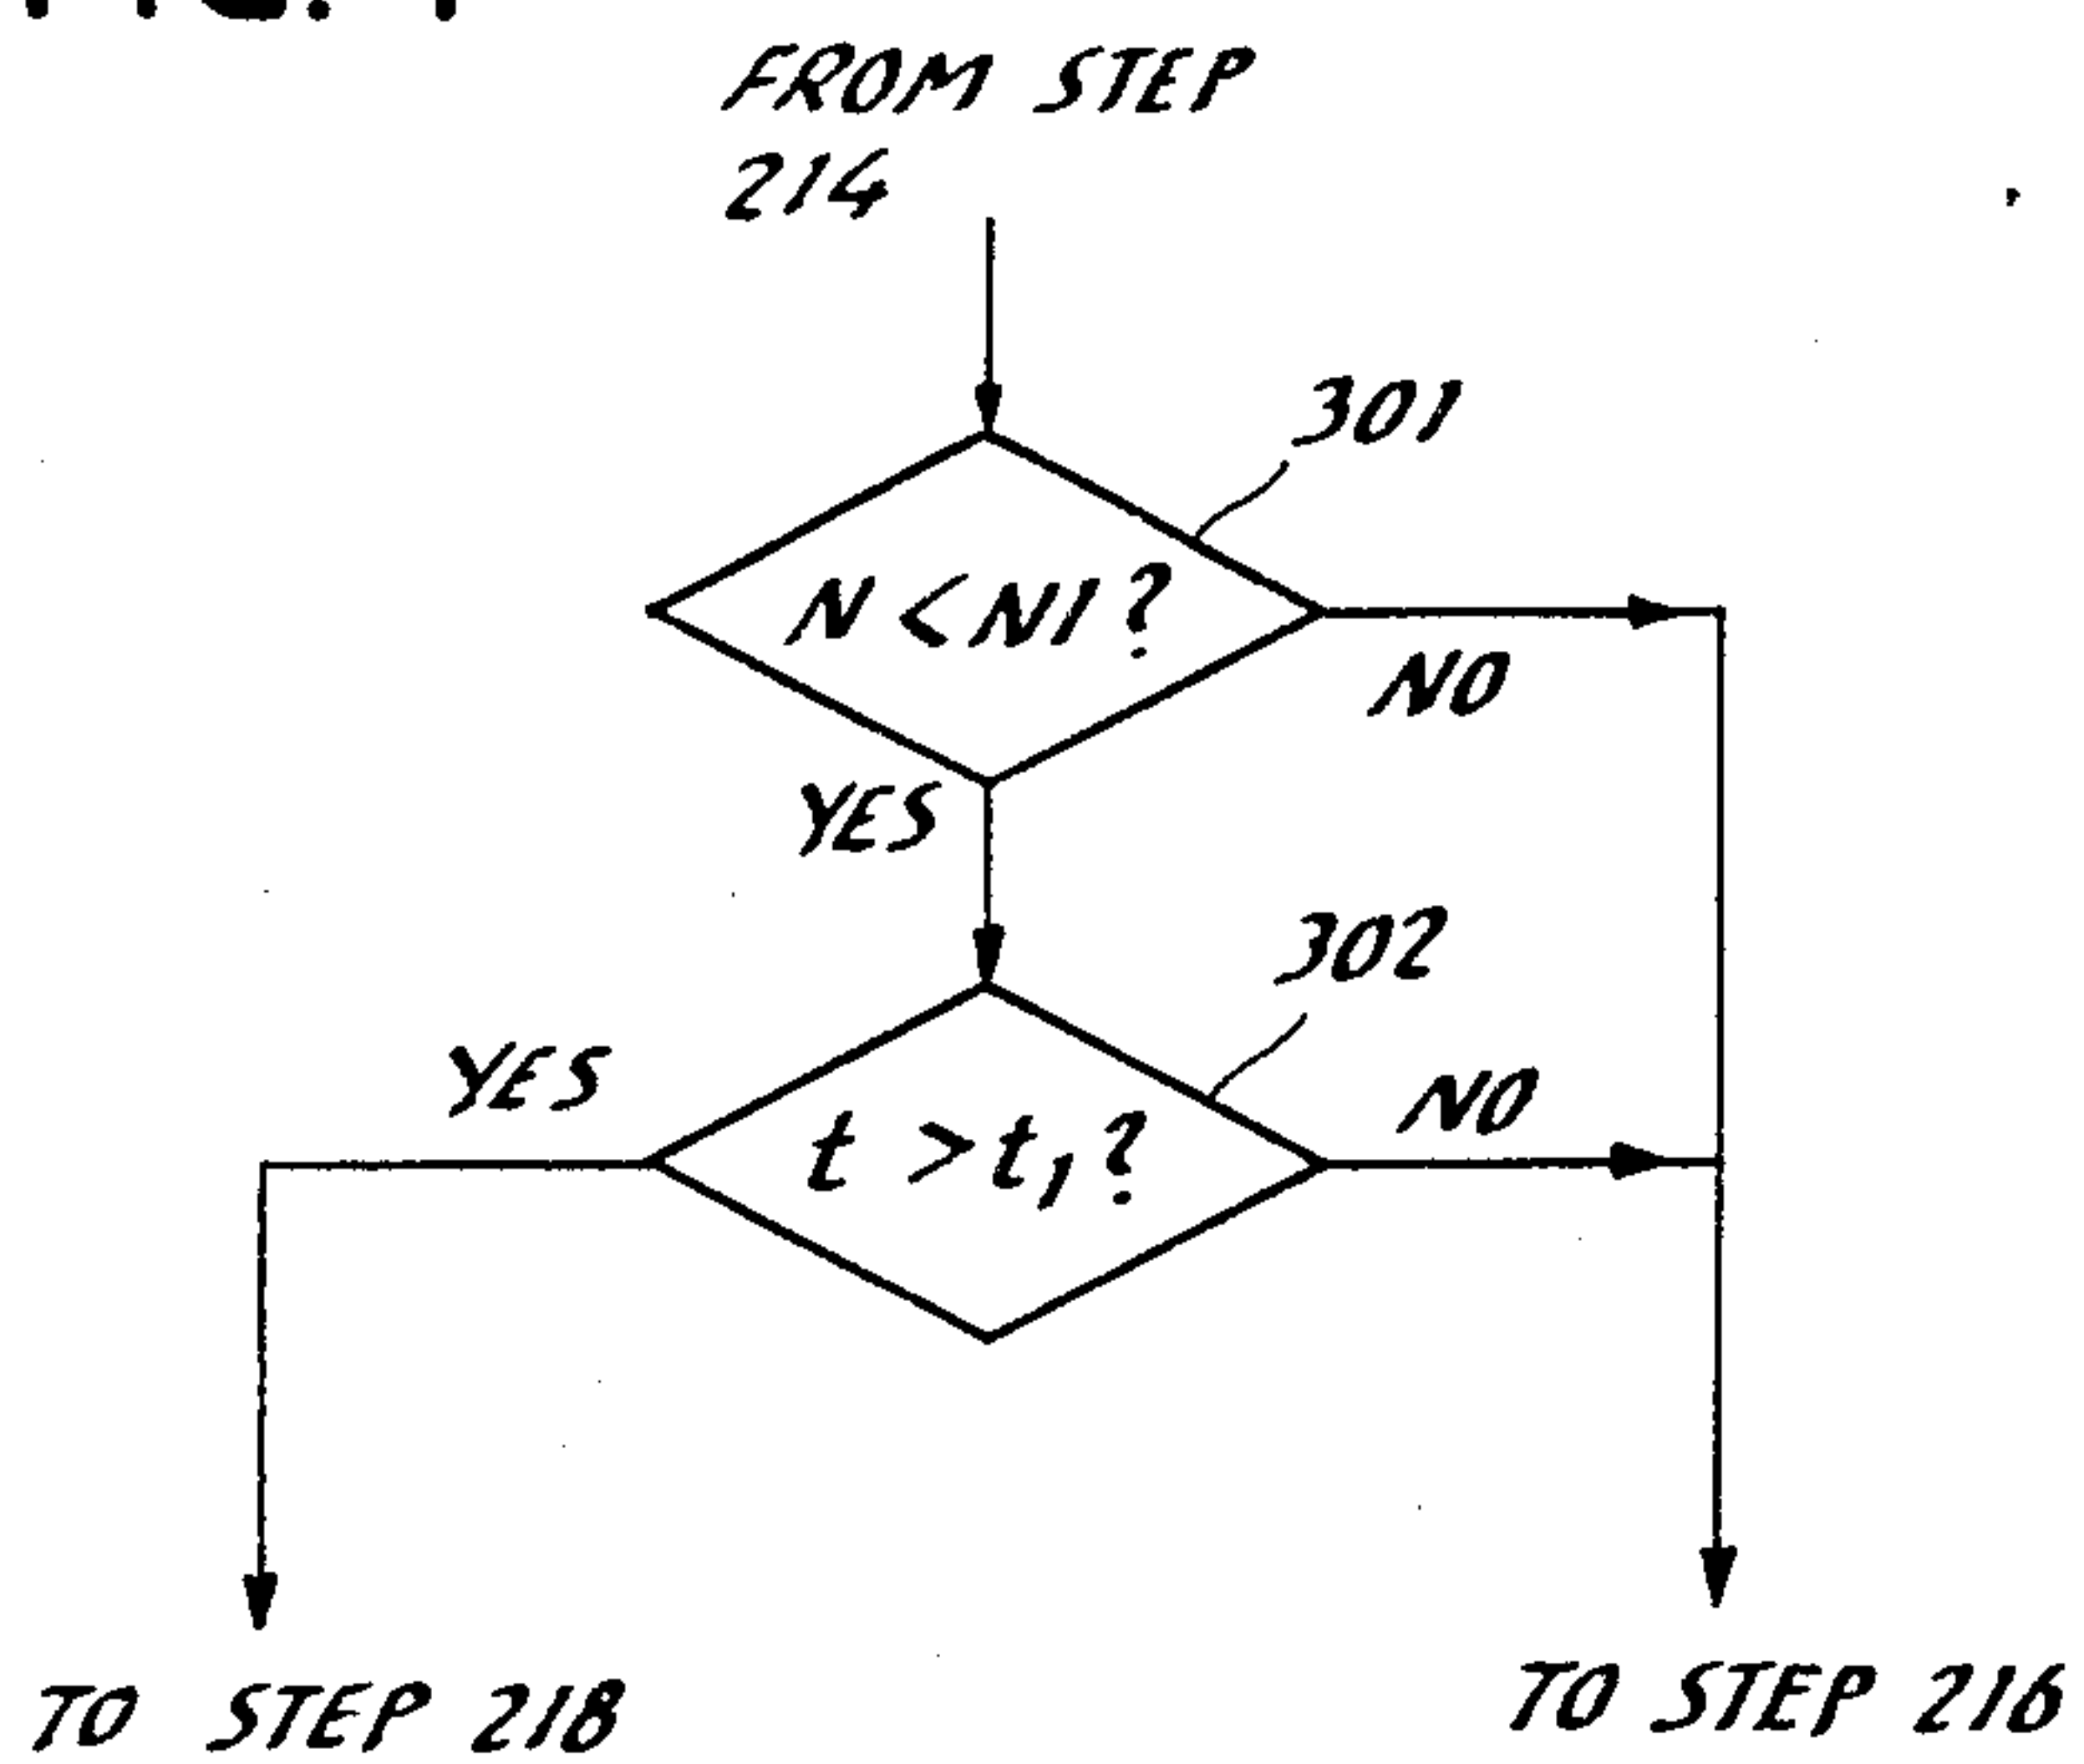 FROM STEP
214
301
N < N1 ?
NO
YES
302
YES
NO
t > t₁ ?
TO STEP 218
TO STEP 216